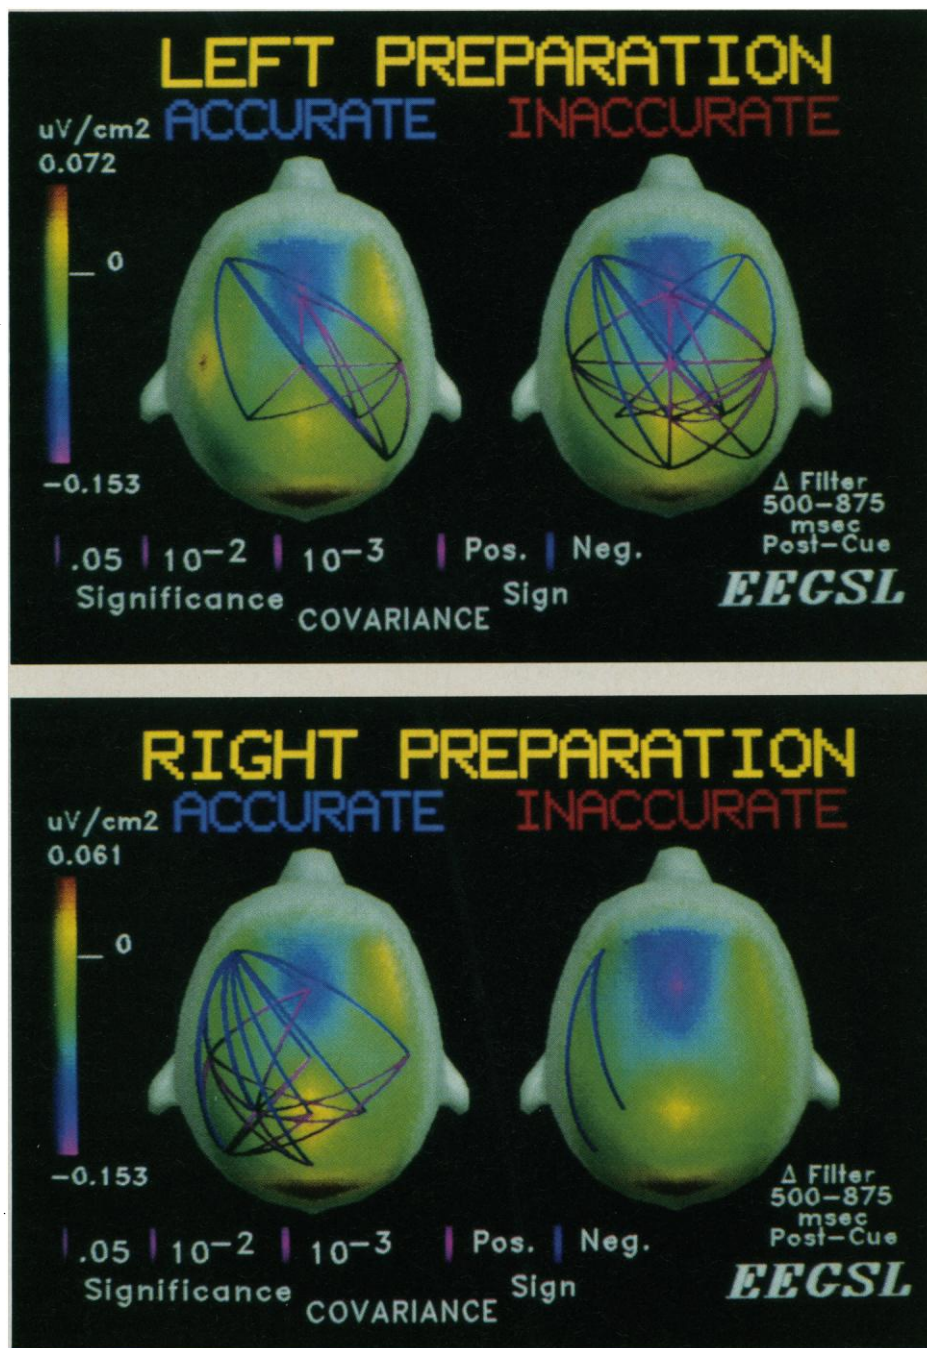 LEFT PREPARATION
ACCURATE INACCURATE
uV/cm2
0.072
0
-0.153
Δ Filter
500-875
msec
Post-Cue
.05 10-2 10-3 Pos. Neg.
Significance Sign
COVARIANCE
EEGSL
RIGHT PREPARATION
ACCURATE INACCURATE
uV/cm2
0.061
0
-0.153
Δ Filter
500-875
msec
Post-Cue
.05 10-2 10-3 Pos. Neg.
Significance Sign
COVARIANCE
EEGSL